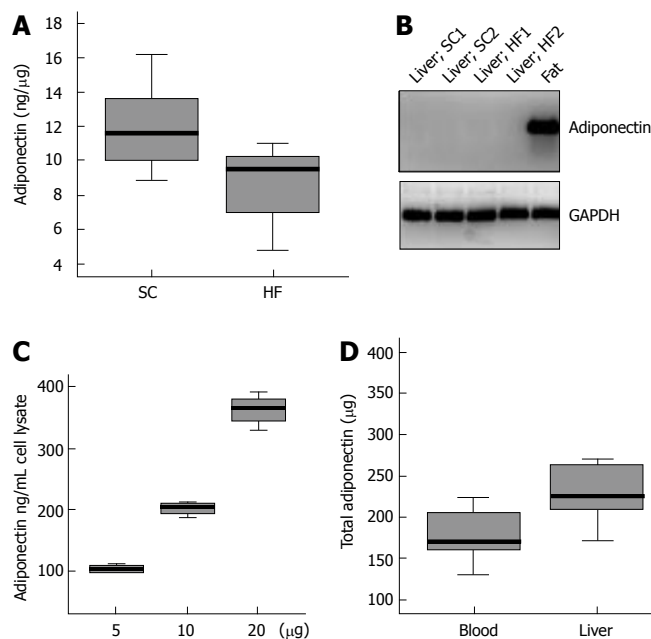 A
Adiponectin (ng/μg)
18
16
14
12
10
8
6
4
SC
HF
B
Liver; SC1
Liver; SC2
Liver; HF1
Liver; HF2
Fat
Adiponectin
GAPDH
C
Adiponectin ng/mL cell lysate
400
300
200
100
5
10
20
(μg)
D
Total adiponectin (μg)
400
350
300
250
200
150
100
Blood
Liver